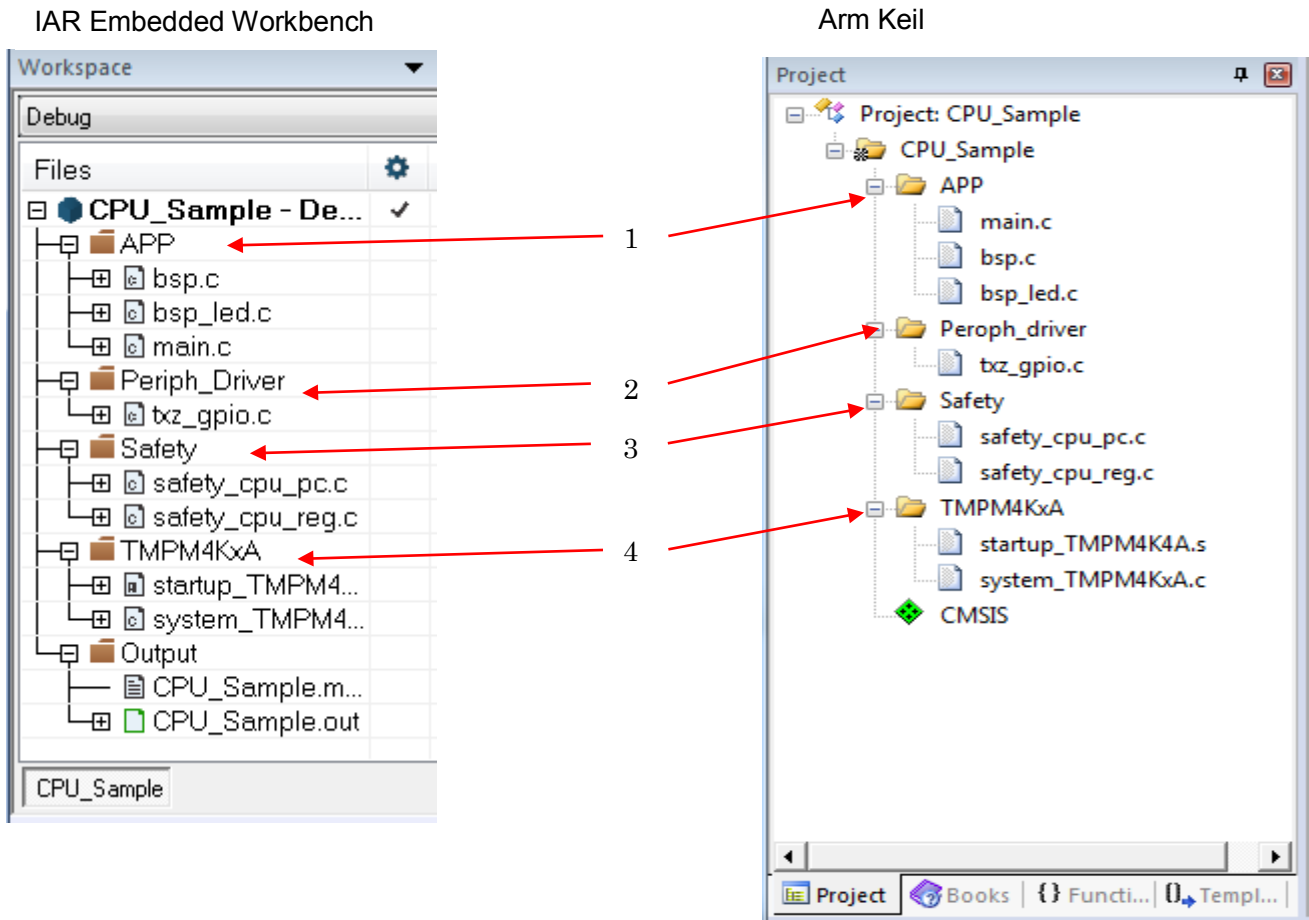 IAR Embedded Workbench
Workspace
Debug
Files
CPU_Sample - De...
APP
bsp.c
bsp_led.c
main.c
Periph_Driver
txz_gpio.c
Safety
safety_cpu_pc.c
safety_cpu_reg.c
TMPM4KxA
startup_TMPM4...
system_TMPM4...
Output
CPU_Sample.m...
CPU_Sample.out
CPU_Sample
1
2
3
4
Arm Keil
Project
Project: CPU_Sample
CPU_Sample
APP
main.c
bsp.c
bsp_led.c
Peroph_driver
txz_gpio.c
Safety
safety_cpu_pc.c
safety_cpu_reg.c
TMPM4KxA
startup_TMPM4K4A.s
system_TMPM4KxA.c
CMSIS
Project Books {} Functi... 0 Templ...